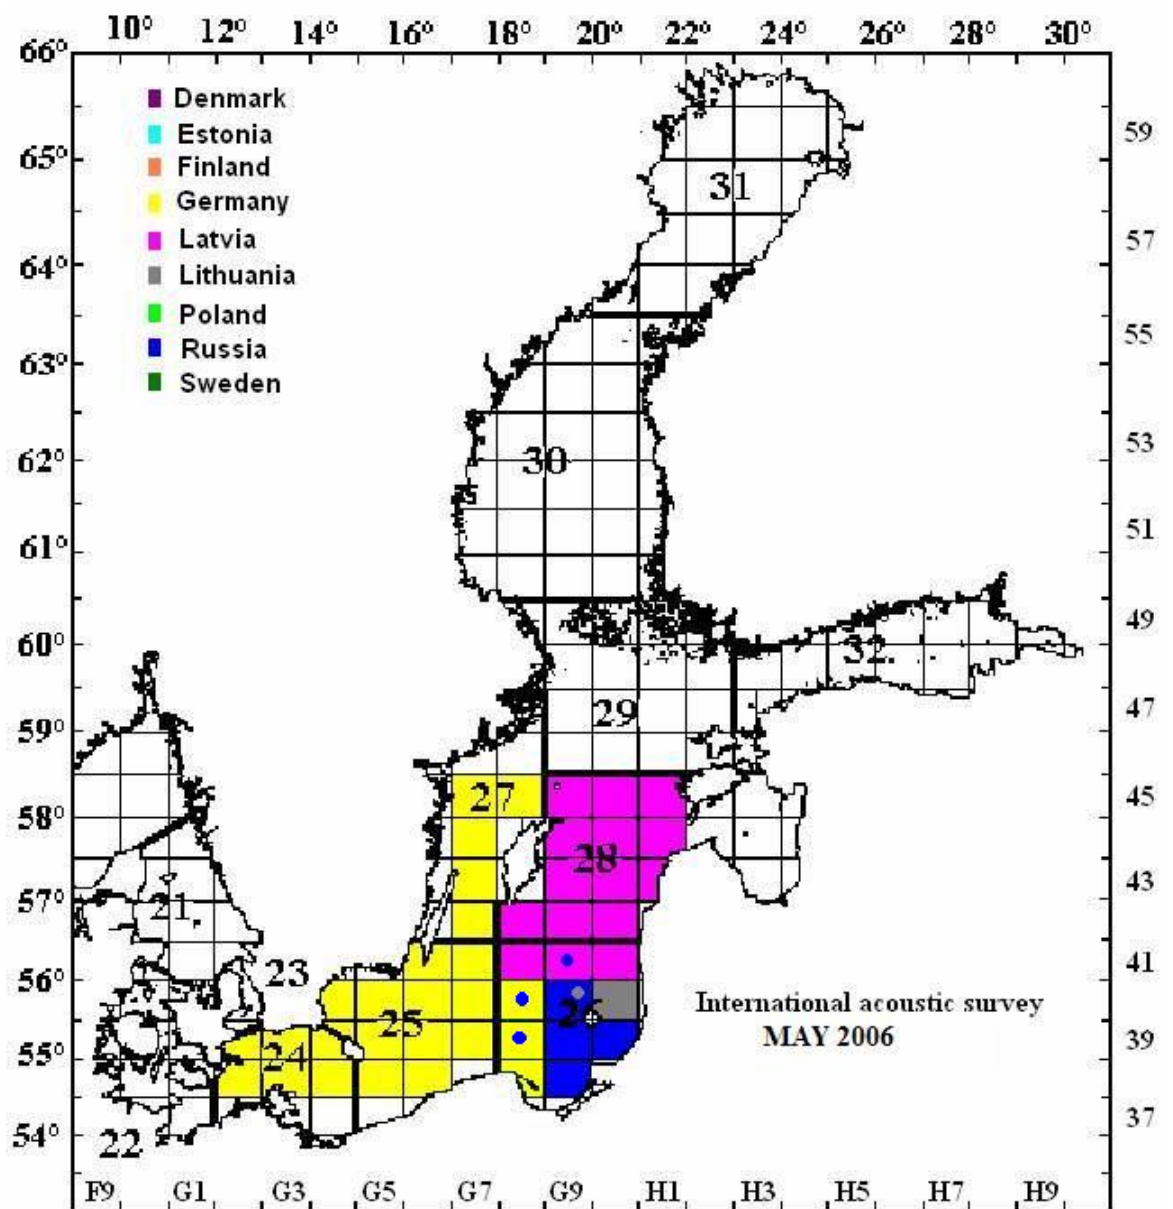 10° 12° 14° 16° 18° 20° 22° 24° 26° 28° 30°
66°
Denmark
Estonia
59
Finland
65°
31
Germany
Latvia
57
64°
Lithuania
Poland
55
Russia
63°
Sweden
53
30
62°
51
61°
49
60°
32
47
29
59°
27
45
58°
28
43
21
57°
23
41
56°
International acoustic survey
26
25
MAY 2006
39
24
55°
37
54°
22
F9 G1 G3 G5 G7 G9 H1 H3 H5 H7 H9